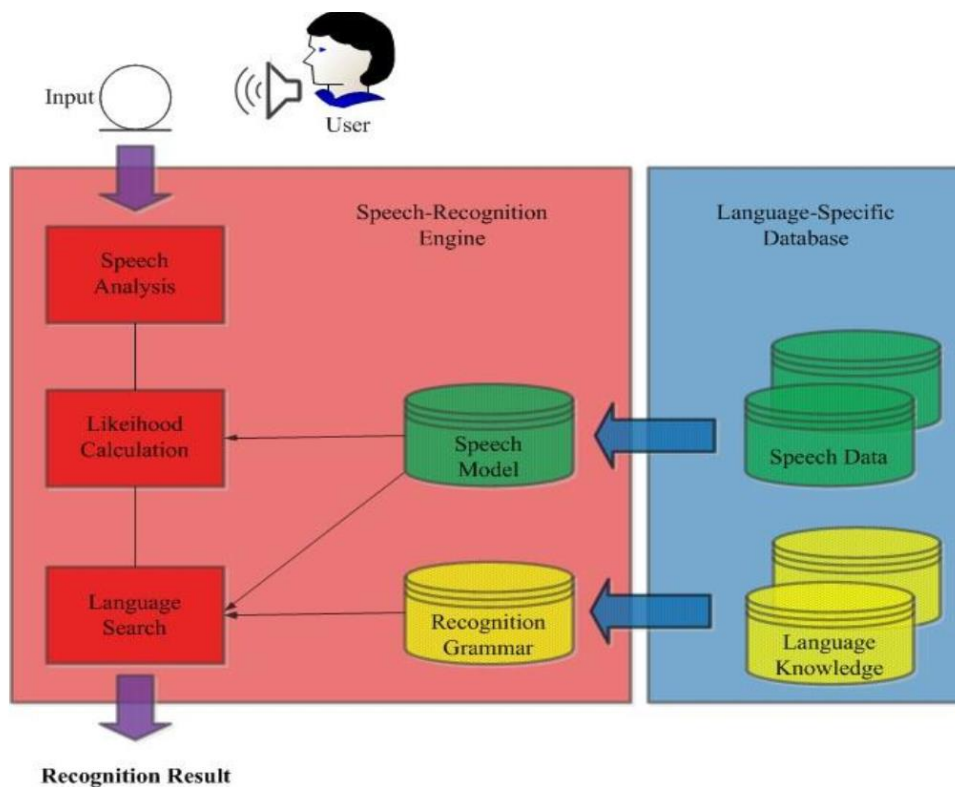 Input
User
Speech-Recognition
Engine
Language-Specific
Database
Speech
Analysis
Likeihood
Calculation
Speech
Model
Speech Data
Language
Search
Recognition
Grammar
Language
Knowledge
Recognition Result